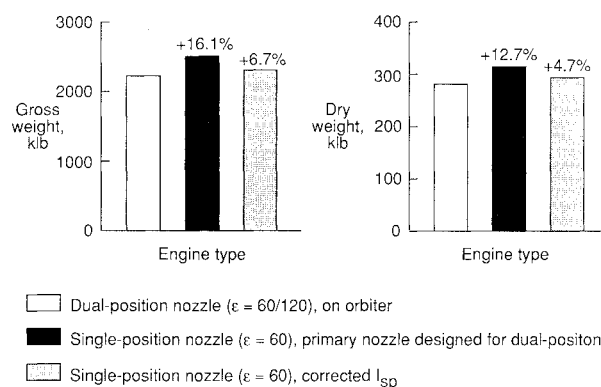 3000
2000
1000
0
Gross
weight,
klb
+16.1%
+6.7%
Engine type
400
300
200
100
0
Dry
weight,
klb
+12.7%
+4.7%
Engine type
Dual-position nozzle (ε = 60/120), on orbiter
Single-position nozzle (ε = 60), primary nozzle designed for dual-positon
Single-position nozzle (ε = 60), corrected Isp